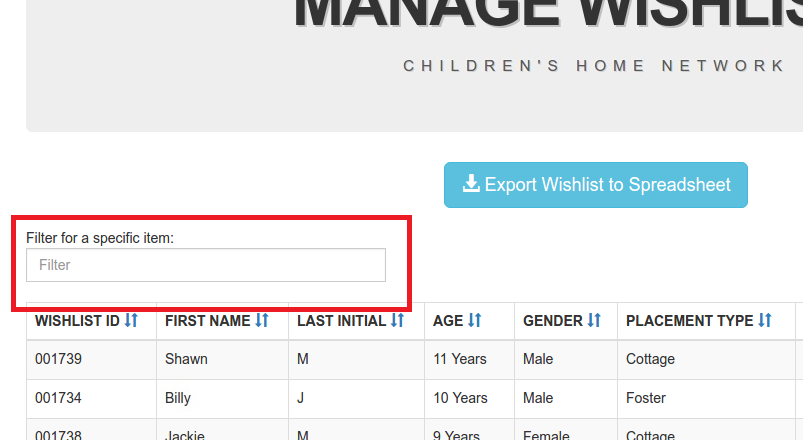 MANAGE WISHLIS
CHILDREN'S HOME NETWORK
Export Wishlist to Spreadsheet
Filter for a specific item:
Filter
WISHLIST ID FIRST NAME LAST INITIAL AGE GENDER PLACEMENT TYPE
001739 Shawn M 11 Years Male Cottage
001734 Billy J 10 Years Male Foster
001738 Jackie M 9 Years Female Cottage